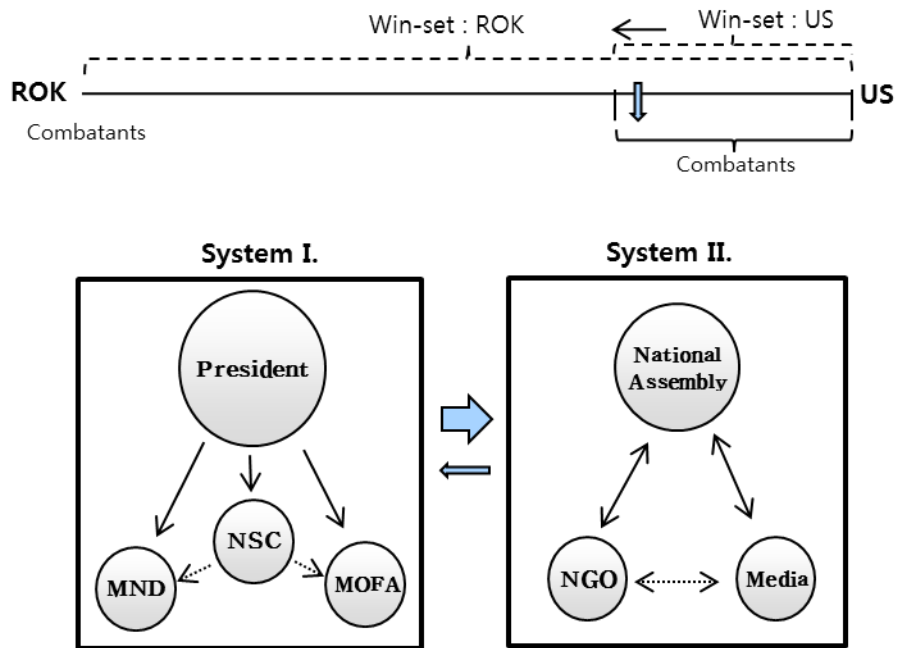 Win-set : ROK
Win-set : US
ROK
US
Combatants
Combatants
System I.
System II.
President
National
Assembly
NSC
MND
MOFA
NGO
Media